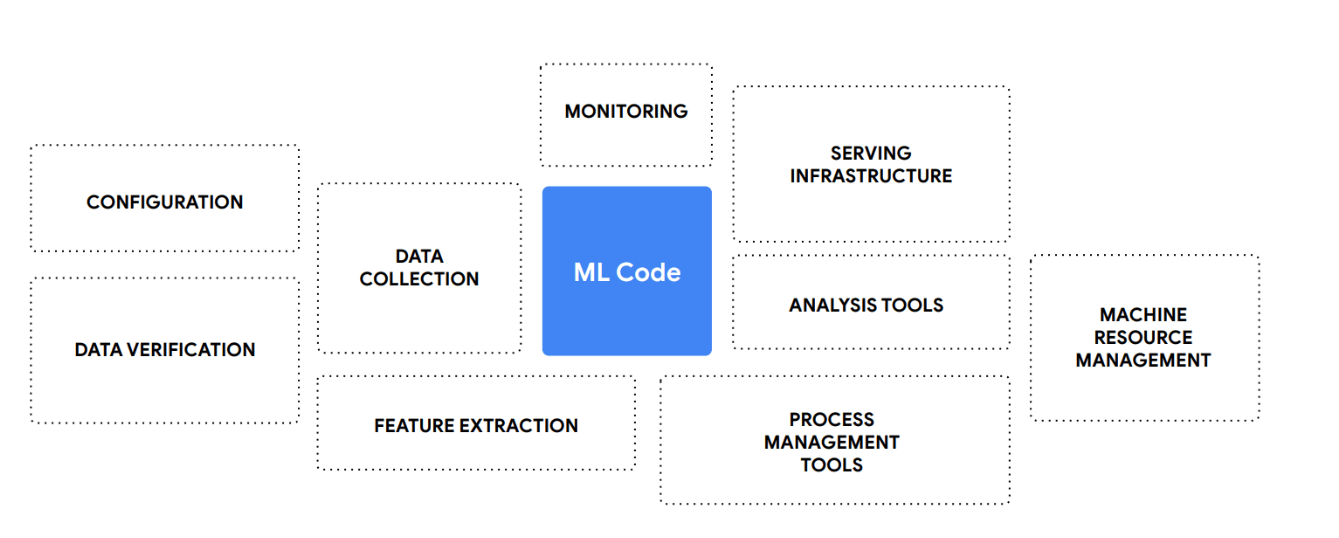 MONITORING
SERVING
INFRASTRUCTURE
CONFIGURATION
DATA
COLLECTION
ML Code
ANALYSIS TOOLS
MACHINE
RESOURCE
MANAGEMENT
DATA VERIFICATION
FEATURE EXTRACTION
PROCESS
MANAGEMENT
TOOLS